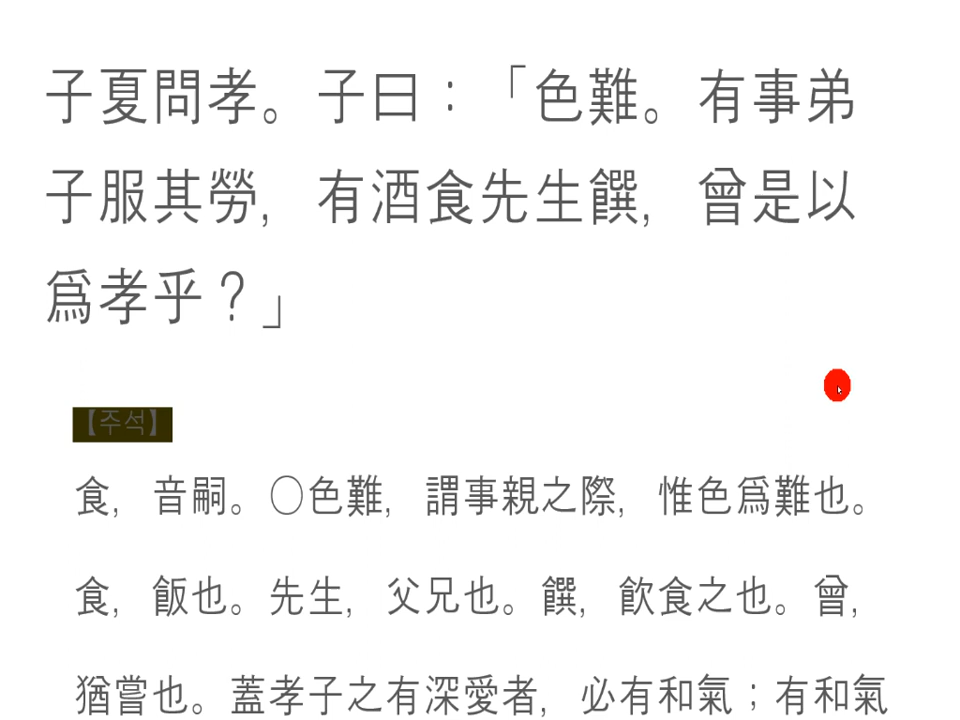 子夏問孝。子曰：「色難。有事弟
子服其勞, 有酒食先生饌, 曾是以
爲孝乎？」
【주석】
食, 音嗣。〇色難, 謂事親之際, 惟色爲難也。
食, 飯也。先生, 父兄也。饌, 飮食之也。曾,
猶嘗也。蓋孝子之有深愛者, 必有和氣；有和氣